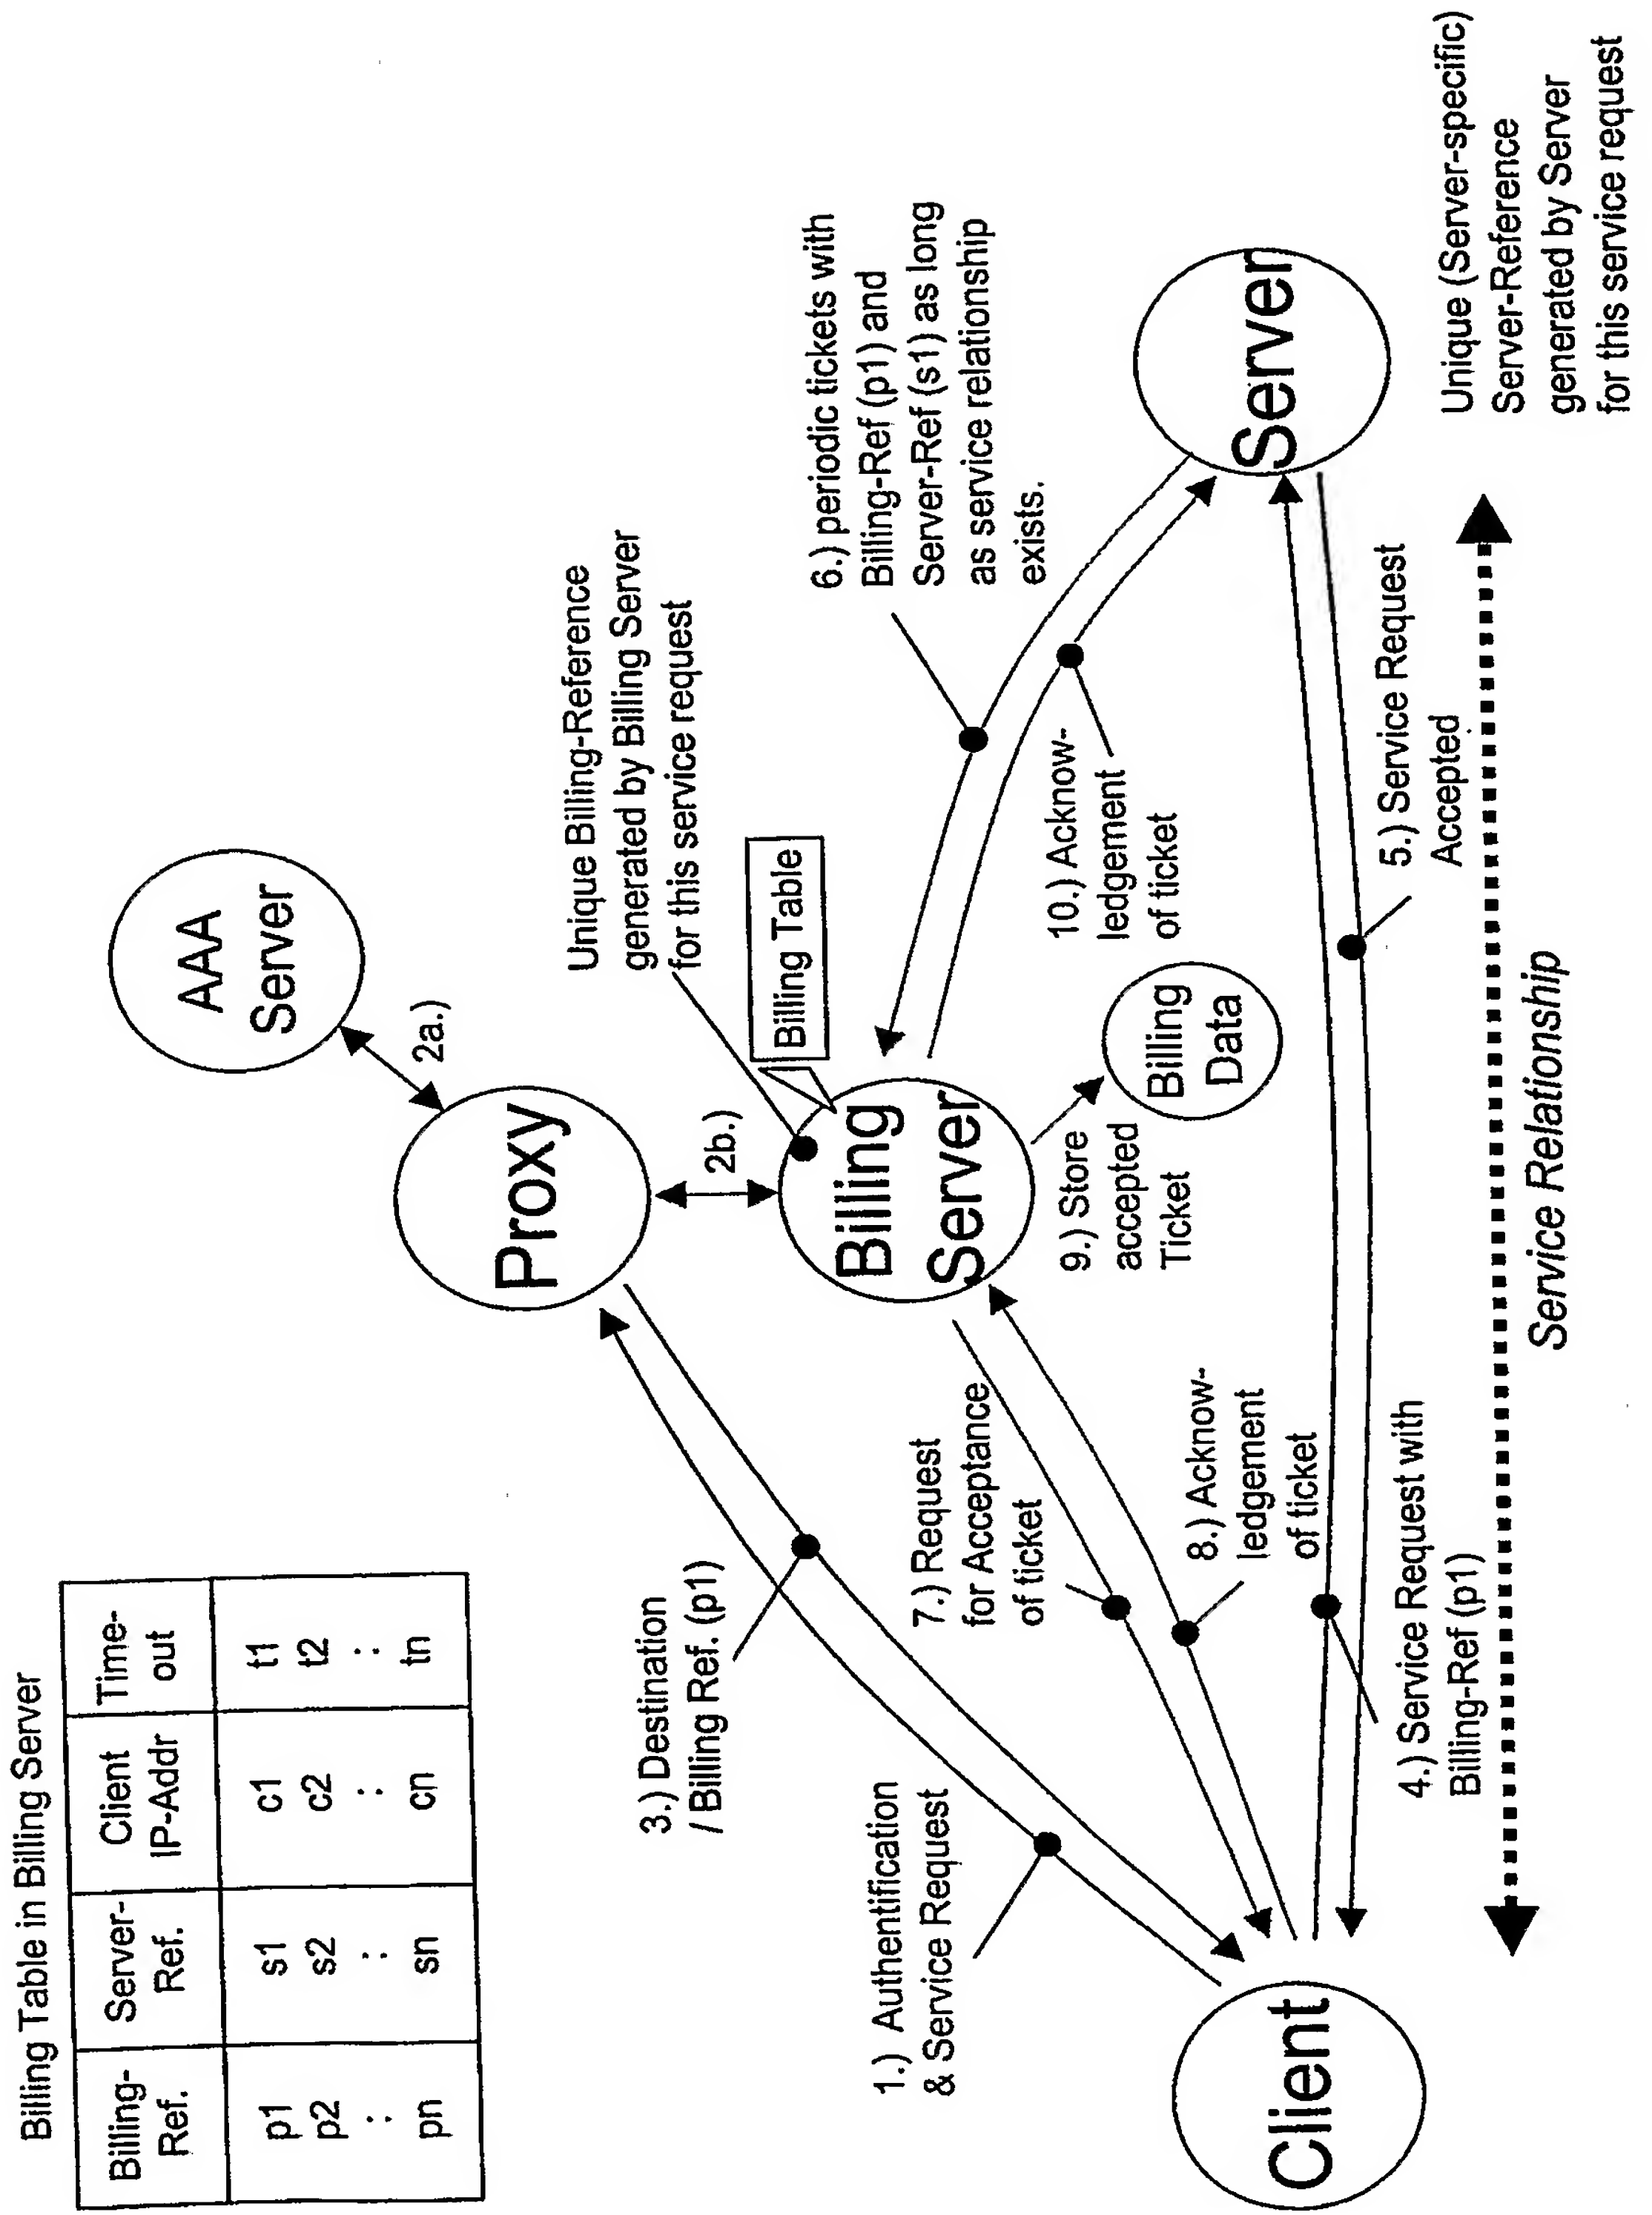 Billing Table in Billing Server
Billing- Server- Client Time-
Ref. Ref. IP-Addr out
p1 s1 c1 t1
p2 s2 c2 t2
: : : :
pn sn cn tn
AAA
Server
2a.)
Proxy
2b.)
Unique Billing-Reference
generated by Billing Server
for this service request
Billing Table
Billing
Server
3.) Destination
/ Billing Ref. (p1)
1.) Authentification
& Service Request
6.) periodic tickets with
Billing-Ref (p1) and
Server-Ref (s1) as long
as service relationship
exists.
7.) Request
for Acceptance
of ticket
9.) Store
accepted
Ticket
Billing
Data
10.) Acknow-
ledgement
of ticket
8.) Acknow-
ledgement
of ticket
Client
Server
4.) Service Request with
Billing-Ref (p1)
5.) Service Request
Accepted
Service Relationship
Unique (Server-specific)
Server-Reference
generated by Server
for this service request